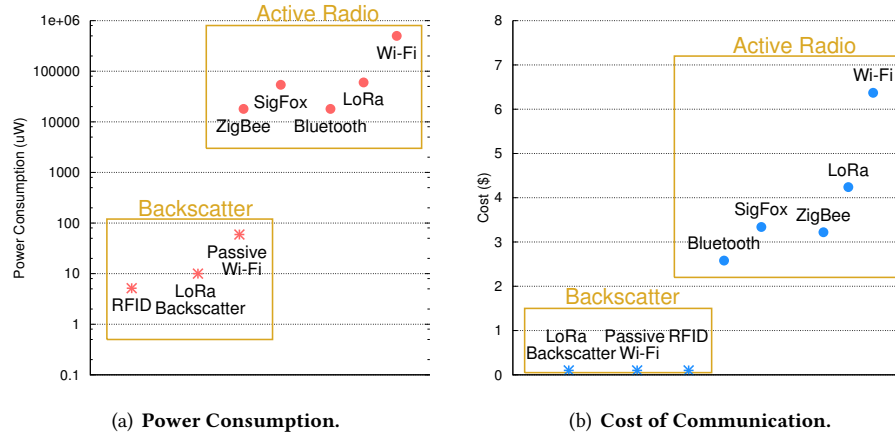 Active Radio
1e+06
100000
10000
1000
100
10
1
0.1
Power Consumption (uW)
Wi-Fi
SigFox
LoRa
ZigBee
Bluetooth
Backscatter
Passive
Wi-Fi
RFID
LoRa
Backscatter
(a) Power Consumption.
8
7
6
5
4
3
2
1
0
Cost ($)
Active Radio
Wi-Fi
LoRa
SigFox
ZigBee
Bluetooth
Backscatter
LoRa
Backscatter
Passive
Wi-Fi
RFID
(b) Cost of Communication.